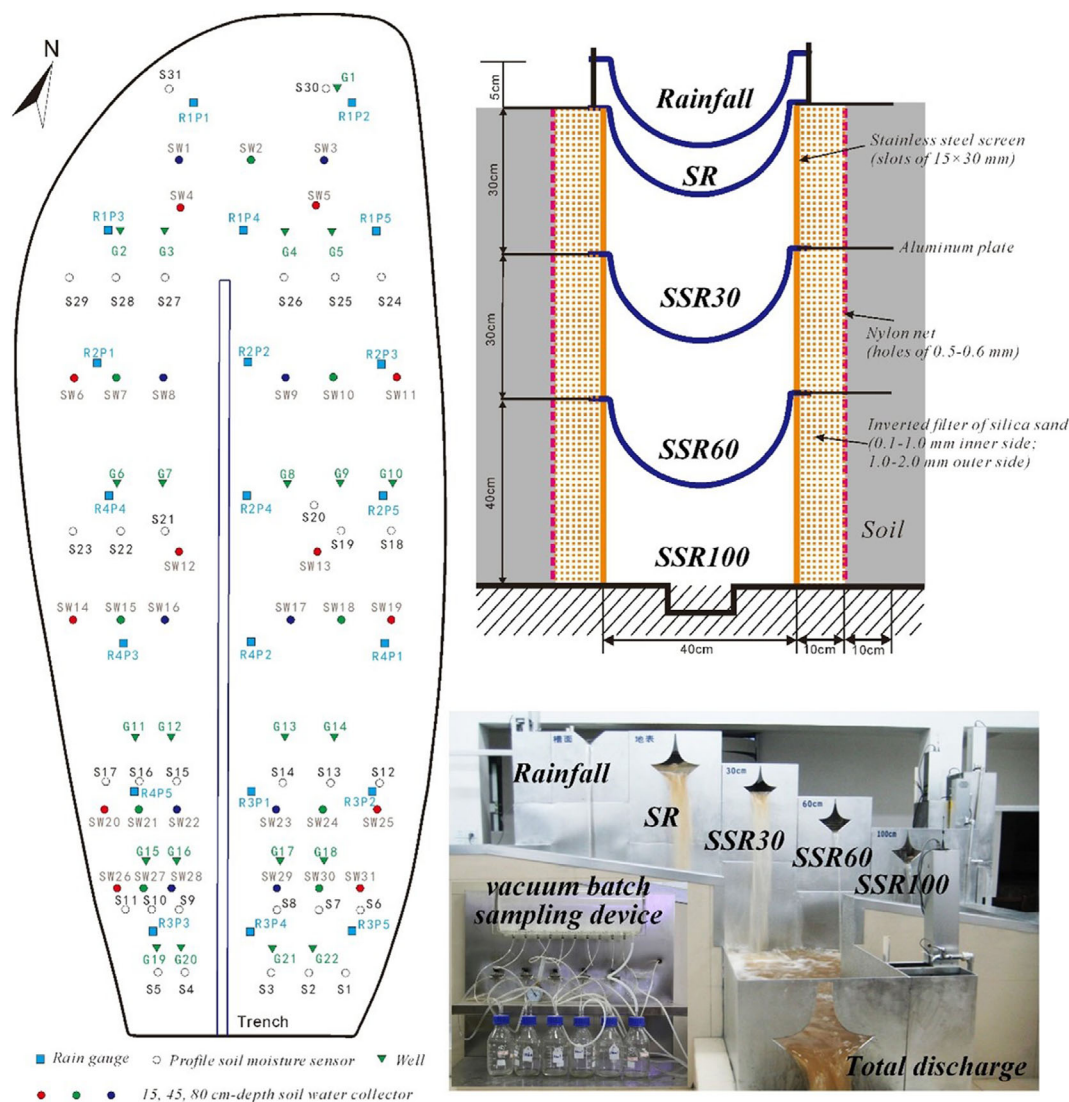 N
S31
S30
G1
R1P1
R1P2
SW1
SW2
SW3
SW4
SW5
R1P3
R1P4
R1P5
G2
G3
G4
G5
S29
S28
S27
S26
S25
S24
R2P1
R2P2
R2P3
SW6
SW7
SW8
SW9
SW10
SW11
G6
G7
G8
G9
G10
R4P4
R2P4
R2P5
S21
S20
S23
S22
S19
S18
SW12
SW13
SW14
SW15
SW16
SW17
SW18
SW19
R4P3
R4P2
R4P1
G11
G12
G13
G14
S17
S16
S15
S14
S13
S12
R4P5
R3P1
R3P2
SW20
SW21
SW22
SW23
SW24
SW25
G15
G16
G17
G18
SW26
SW27
SW28
SW29
SW30
SW31
S11
S10
S9
S8
S7
S6
R3P3
R3P4
R3P5
G19
G20
G21
G22
S5
S4
S3
S2
S1
Trench
Rain gauge
Profile soil moisture sensor
Well
15, 45, 80 cm-depth soil water collector
5cm
30cm
30cm
40cm
Rainfall
SR
SSR30
SSR60
SSR100
Stainless steel screen
(slots of 15×30 mm)
Aluminum plate
Nylon net
(holes of 0.5-0.6 mm)
Inverted filter of silica sand
(0.1-1.0 mm inner side;
1.0-2.0 mm outer side)
Soil
40cm
10cm
10cm
槽面
地表
30cm
60cm
100cm
Rainfall
SR
SSR30
SSR60
SSR100
vacuum batch
sampling device
Total discharge